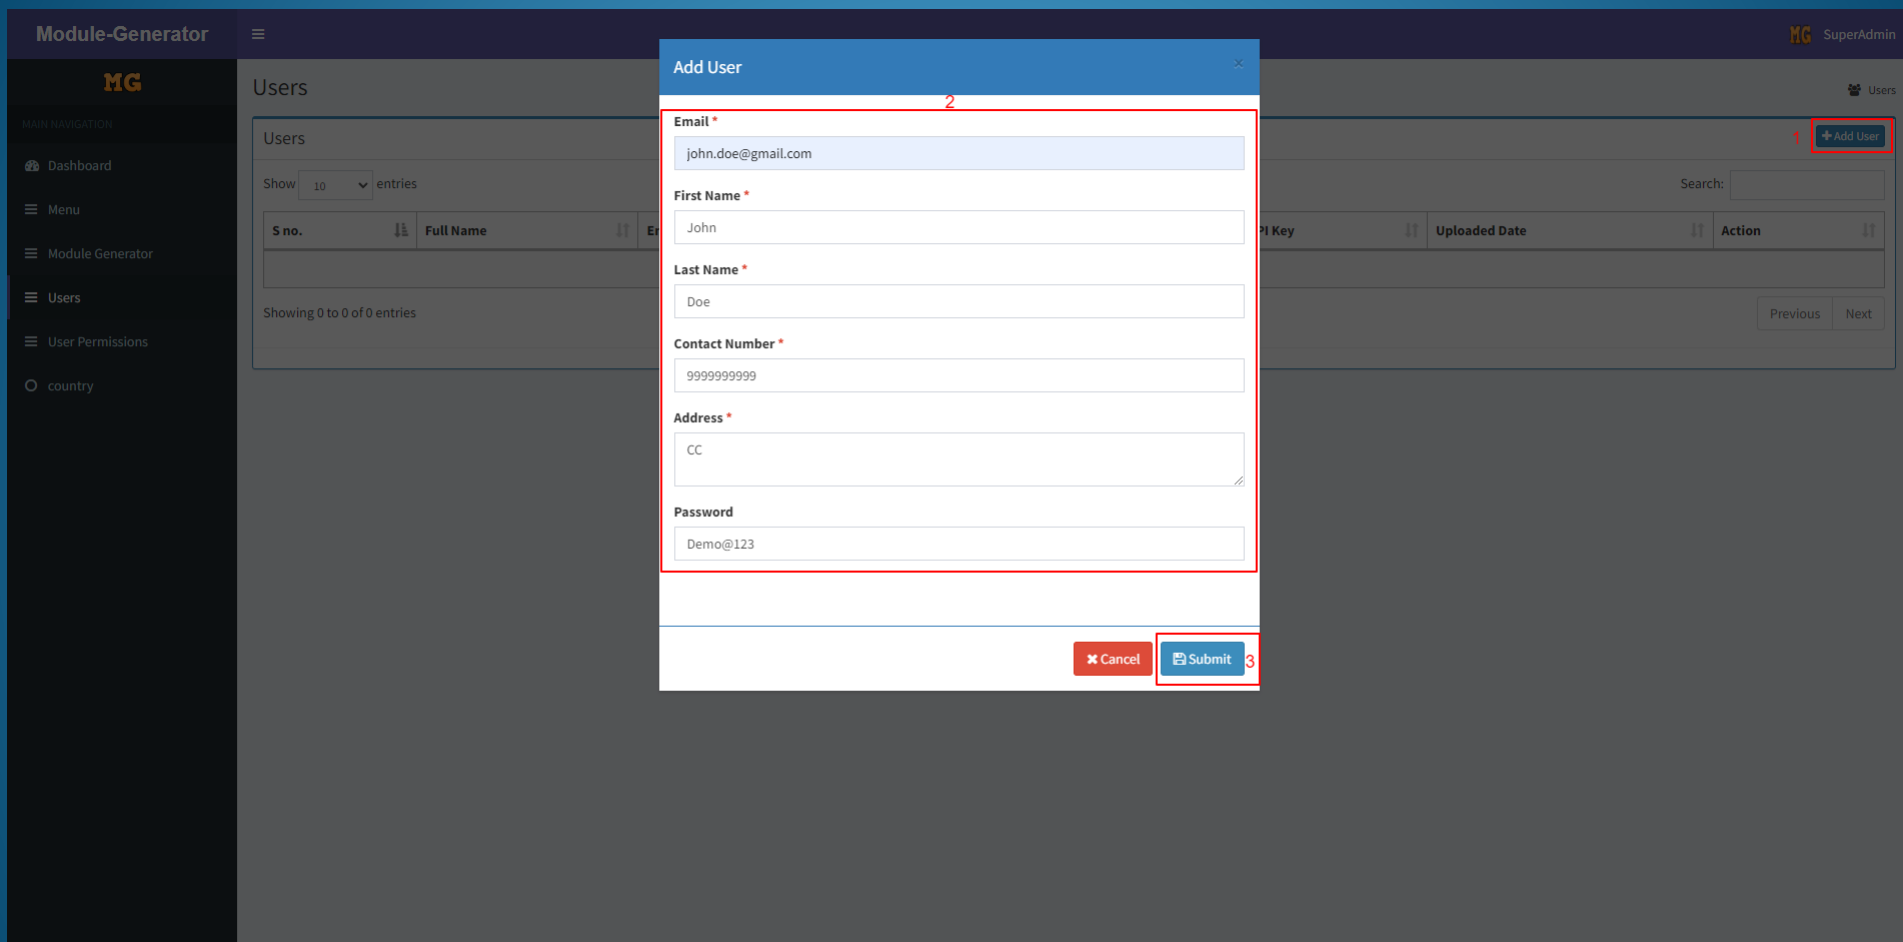 Module-Generator
MG SuperAdmin
MG
MAIN NAVIGATION
Dashboard
Menu
Module Generator
Users
User Permissions
country
Users
Users
Users
1 Add User
Show 10 entries
Search:
S no. Full Name PI Key Uploaded Date Action
Showing 0 to 0 of 0 entries
Previous Next
Add User ×
2
Email *
john.doe@gmail.com
First Name *
John
Last Name *
Doe
Contact Number *
9999999999
Address *
CC
Password
Demo@123
Cancel Submit 3